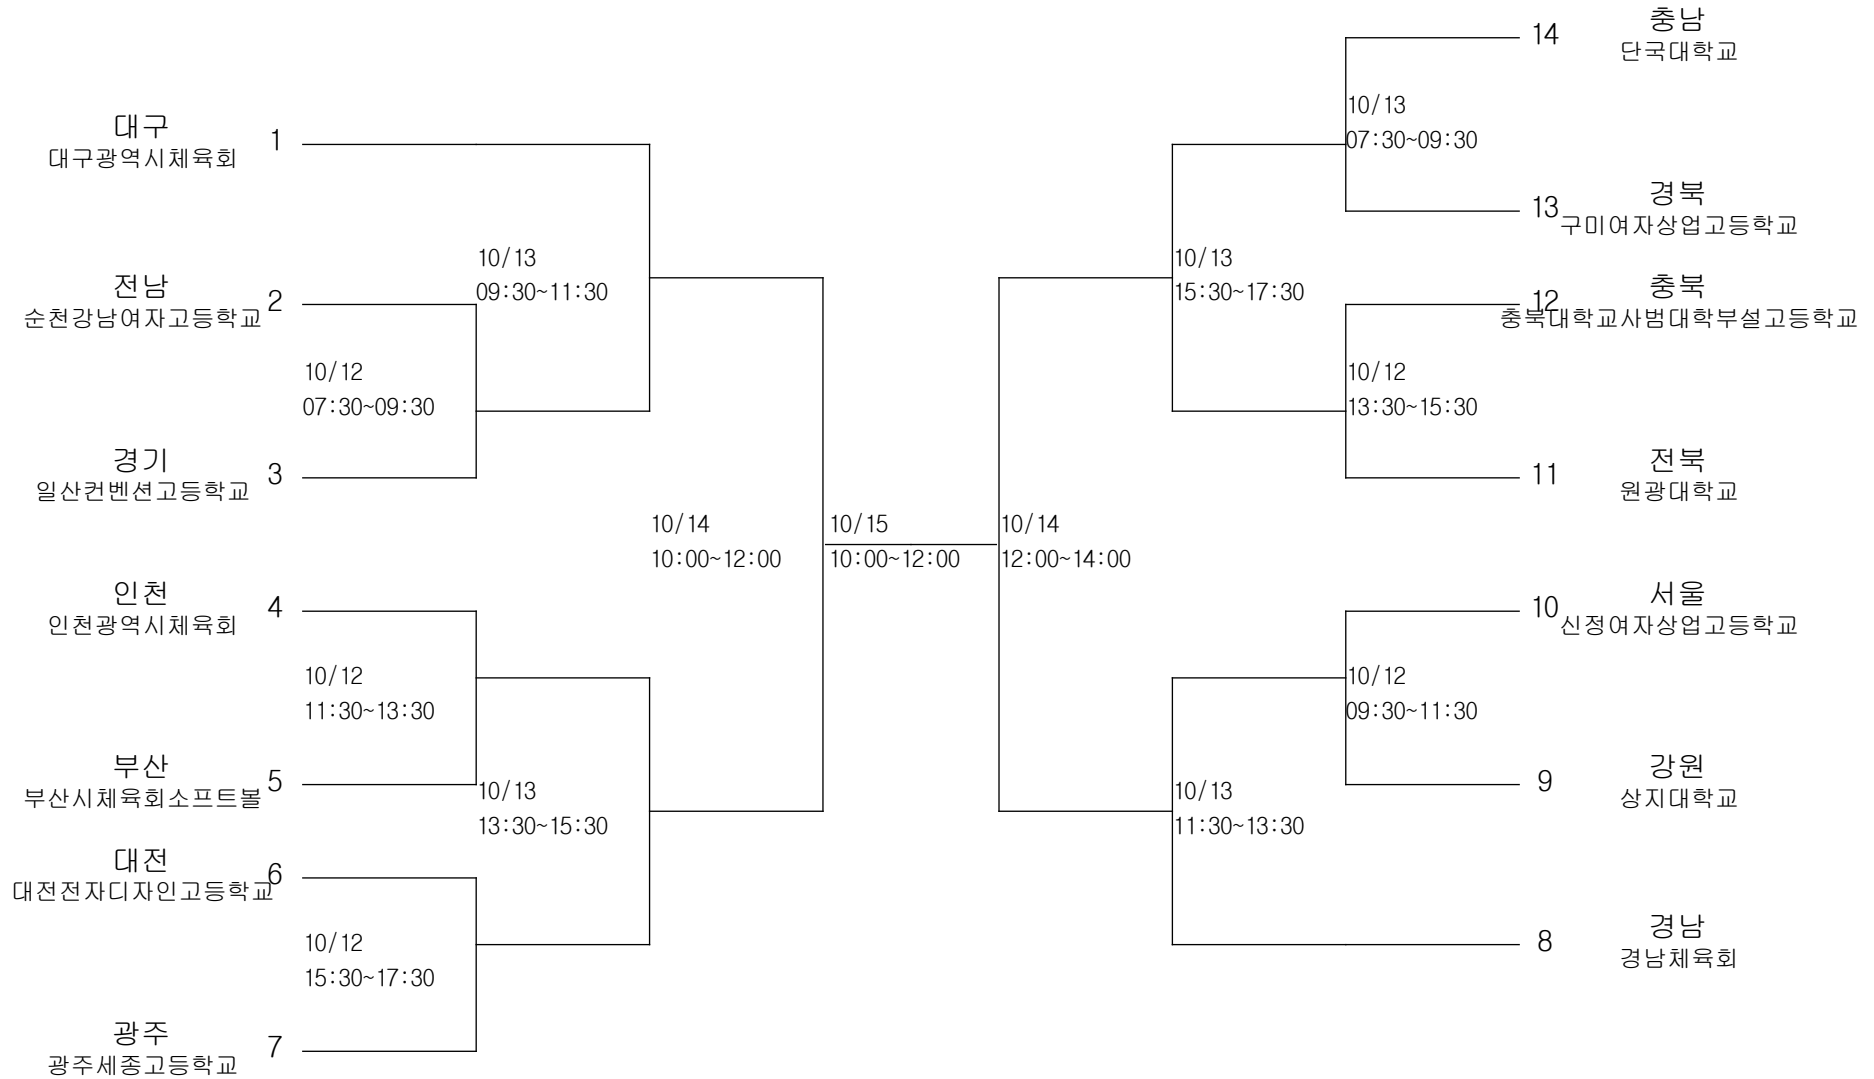 대구
대구광역시체육회
1
전남
순천강남여자고등학교
2
10/12
07:30~09:30
경기
일산컨벤션고등학교
3
10/13
09:30~11:30
인천
인천광역시체육회
4
10/12
11:30~13:30
부산
부산시체육회소프트볼
5
대전
대전전자디자인고등학교
6
10/12
15:30~17:30
광주
광주세종고등학교
7
10/13
13:30~15:30
10/14
10:00~12:00
10/15
10:00~12:00
10/14
12:00~14:00
10/13
15:30~17:30
10/13
11:30~13:30
14
충남
단국대학교
10/13
07:30~09:30
13
경북
구미여자상업고등학교
12
충북
충북대학교사범대학부설고등학교
10/12
13:30~15:30
11
전북
원광대학교
10
서울
신정여자상업고등학교
10/12
09:30~11:30
9
강원
상지대학교
8
경남
경남체육회